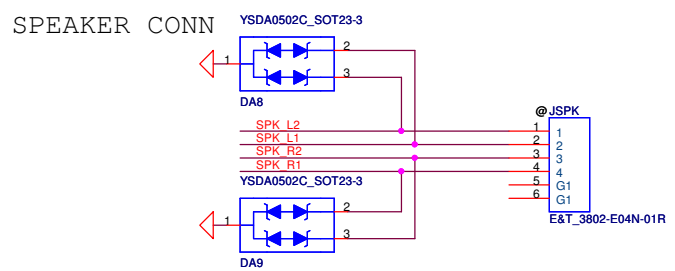 SPEAKER CONN
YSDA0502C_SOT23-3
1
2
3
DA8
@ JSPK
SPK_L2 1 1
SPK_L1 2 2
SPK_R2 3 3
SPK_R1 4 4
5 G1
6 G1
E&T_3802-E04N-01R
YSDA0502C_SOT23-3
1
2
3
DA9